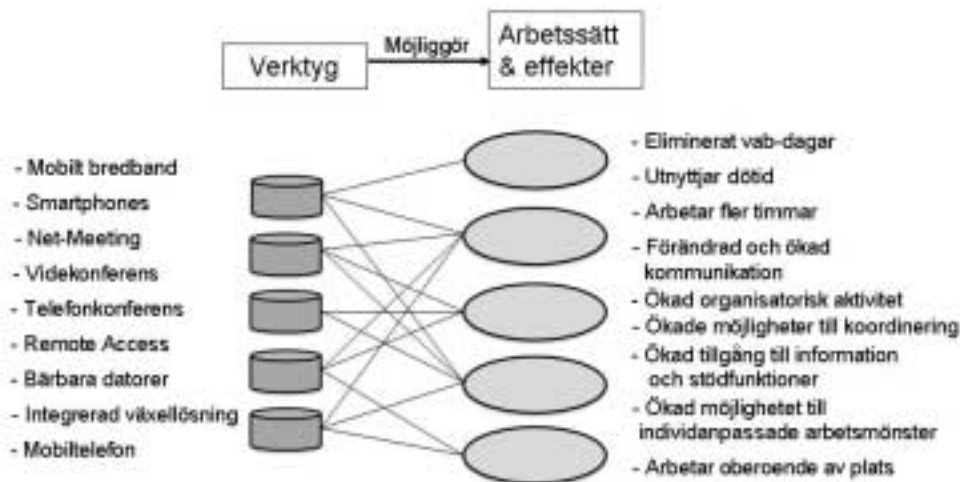 Verktyg
Möjliggör
Arbetssätt
& effekter
- Mobilt bredband
- Smartphones
- Net-Meeting
- Videkonferens
- Telefonkonferens
- Remote Access
- Bärbara datorer
- Integrerad växellösning
- Mobiltelefon
- Eliminerat vab-dagar
- Utnyttjar dötid
- Arbetar fler timmar
- Förändrad och ökad
kommunikation
- Ökad organisatorisk aktivitet
- Ökade möjligheter till koordinering
- Ökad tillgång till information
och stödfunktioner
- Ökad möjlighetet till
individanpassade arbetsmönster
- Arbetar oberoende av plats